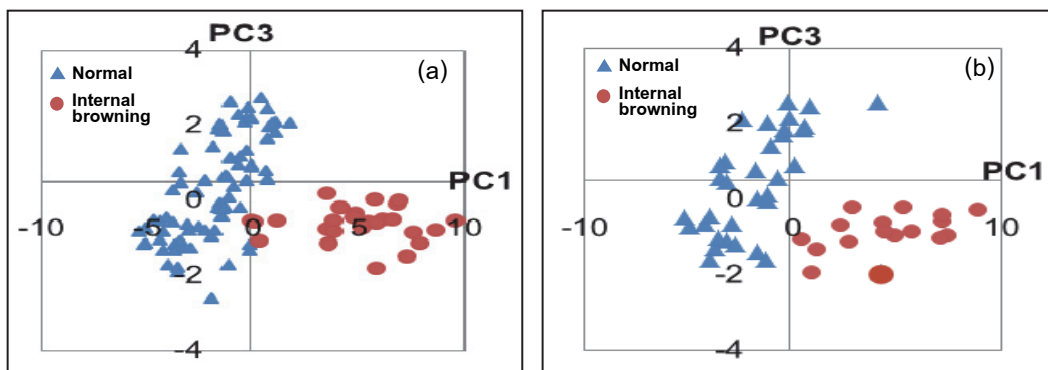 PC3
4
(a)
Normal
Internal
browning
2
PC1
0
-10
-5
0
5
10
-2
-4
PC3
4
(b)
Normal
Internal
browning
2
PC1
0
-10
0
10
-2
-4